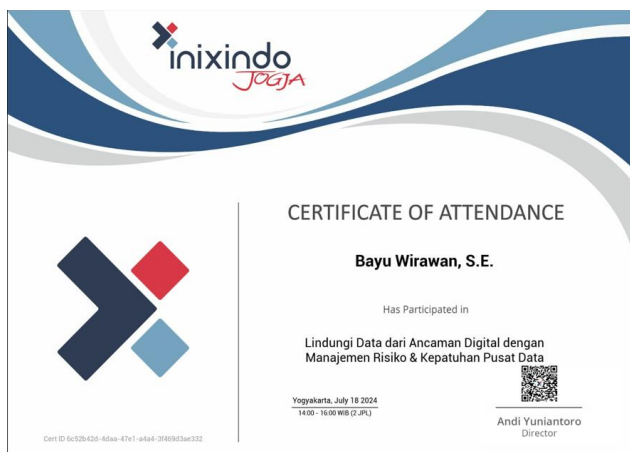 inixindo
JOGJA
CERTIFICATE OF ATTENDANCE
Bayu Wirawan, S.E.
Has Participated in
Lindungi Data dari Ancaman Digital dengan
Manajemen Risiko & Kepatuhan Pusat Data
Yogyakarta, July 18 2024
14:00 - 16:00 WIB (2 JPL)
Andi Yuniantoro
Director
Cert ID 6c52b42d-4daa-47e1-a4a4-3f469d3ae332